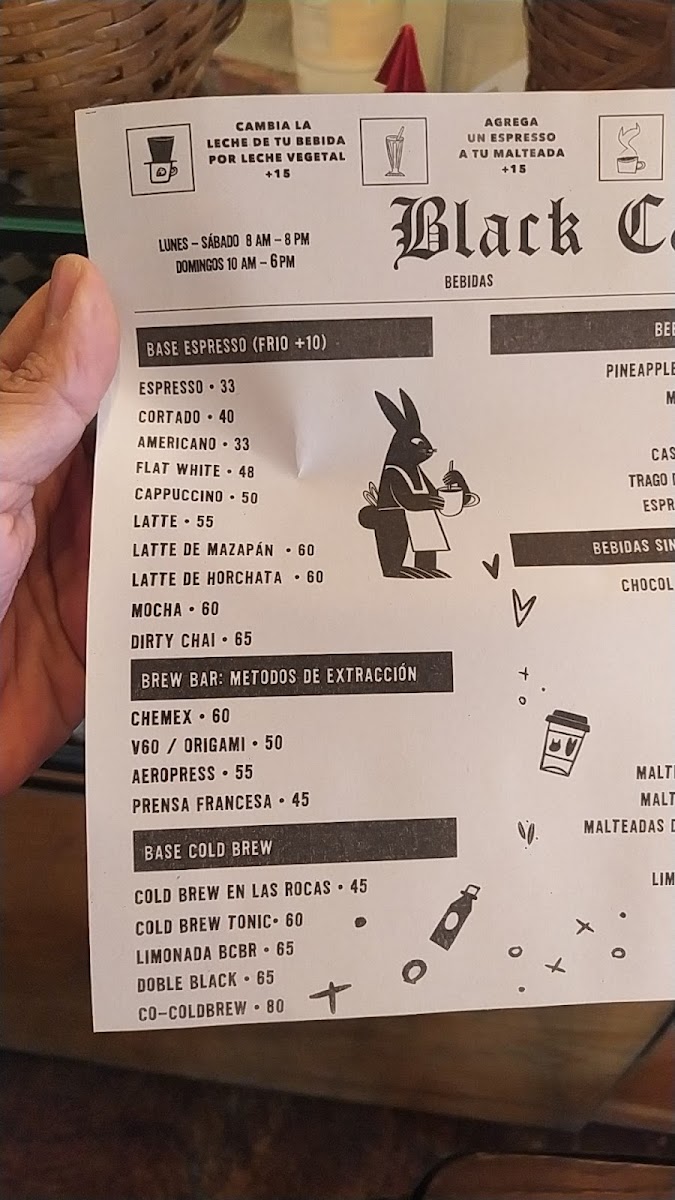 CAMBIA LA
LECHE DE TU BEBIDA
POR LECHE VEGETAL
+15
AGREGA
UN ESPRESSO
A TU MALTEADA
+15
LUNES – SÁBADO 8 AM – 8 PM
DOMINGOS 10 AM – 6 PM
Black
BEBIDAS
BASE ESPRESSO (FRIO +10)
ESPRESSO • 33
CORTADO • 40
AMERICANO • 33
FLAT WHITE • 48
CAPPUCCINO • 50
LATTE • 55
LATTE DE MAZAPÁN • 60
LATTE DE HORCHATA • 60
MOCHA • 60
DIRTY CHAI • 65
BREW BAR: METODOS DE EXTRACCIÓN
CHEMEX • 60
V60 / ORIGAMI • 50
AEROPRESS • 55
PRENSA FRANCESA • 45
BASE COLD BREW
COLD BREW EN LAS ROCAS • 45
COLD BREW TONIC • 60
LIMONADA BCBR • 65
DOBLE BLACK • 65
CO-COLDBREW • 80
PINEAPPLE
TRAGO
BEBIDAS SIN
MALTEADAS